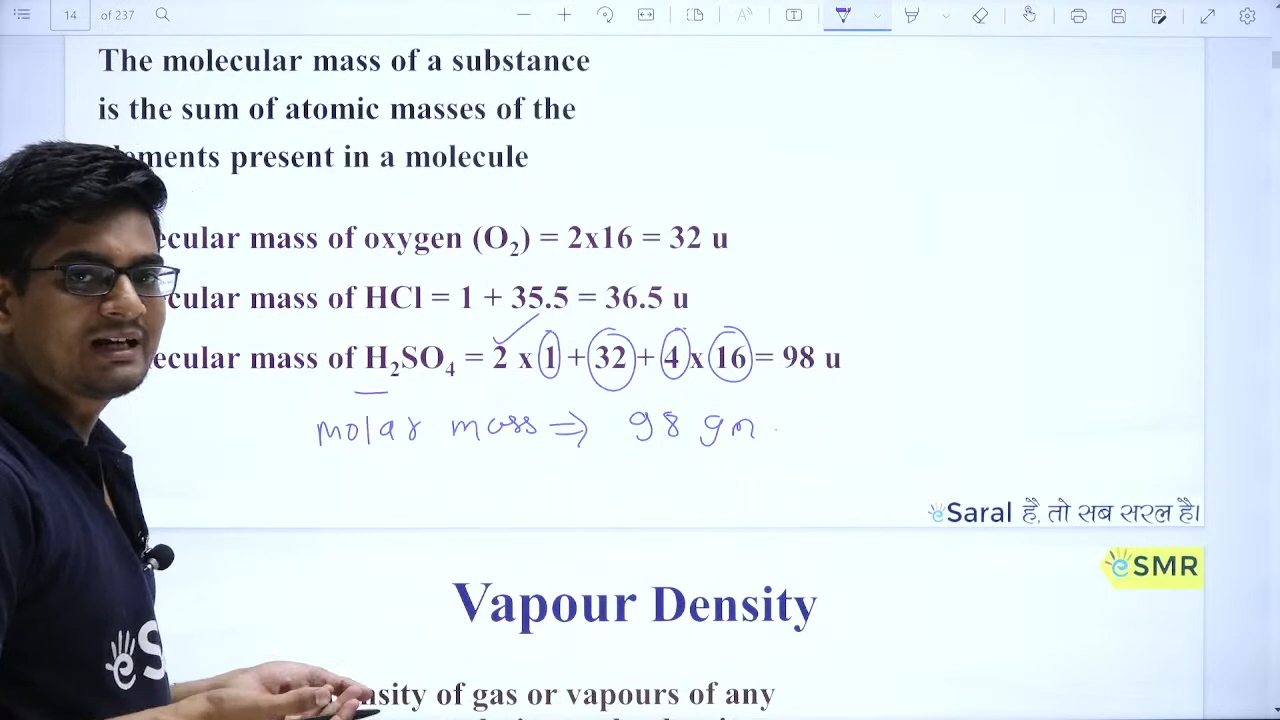 14 of 237
The molecular mass of a substance
is the sum of atomic masses of the
ements present in a molecule
ecular mass of oxygen (O₂) = 2x16 = 32 u
cular mass of HCl = 1 + 35.5 = 36.5 u
ecular mass of H₂SO₄ = 2 x 1 + 32 + 4 x 16 = 98 u
molar mass ⇒ 98 gm
eSaral है, तो सब सरल है।
eSMR
Vapour Density
nsity of gas or vapours of any
e S